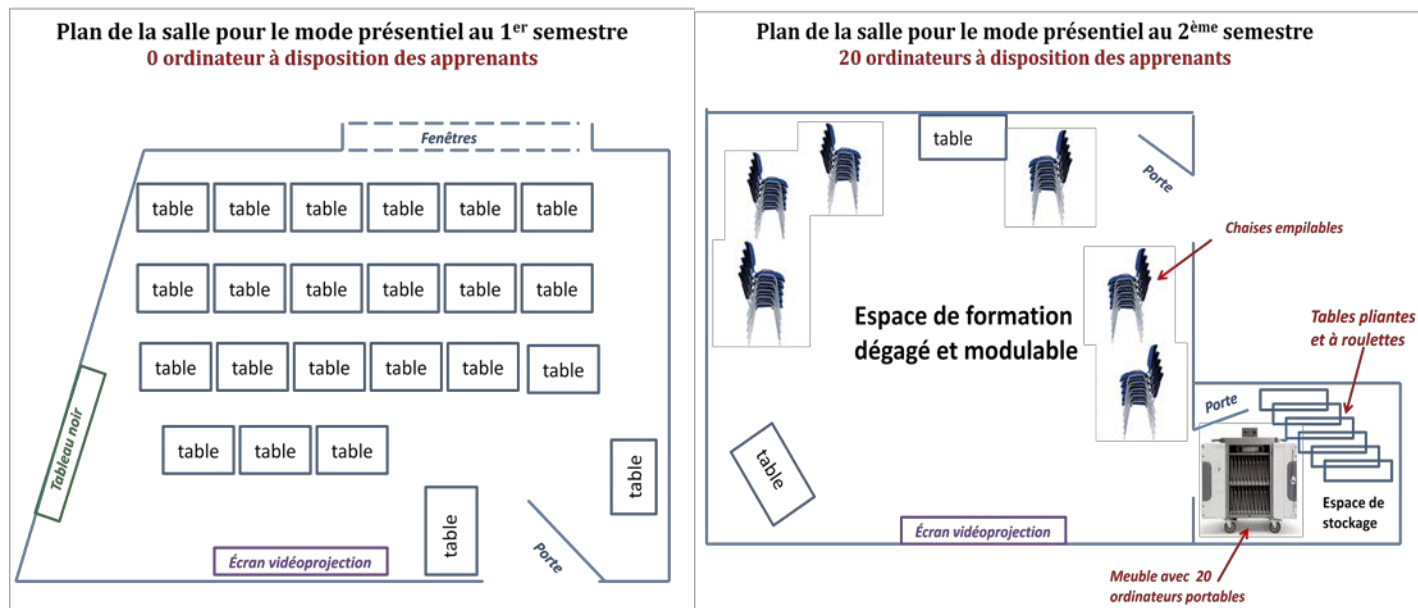 Plan de la salle pour le mode présentiel au 1er semestre
0 ordinateur à disposition des apprenants
Fenêtres
table table table table table table
table table table table table table
table table table table table table
table table table
table
table
Tableau noir
Écran vidéoprojection
Porte
Plan de la salle pour le mode présentiel au 2ème semestre
20 ordinateurs à disposition des apprenants
table
Porte
Chaises empilables
Espace de formation
dégagé et modulable
Tables pliantes
et à roulettes
Porte
table
Espace de
stockage
Écran vidéoprojection
Meuble avec 20
ordinateurs portables